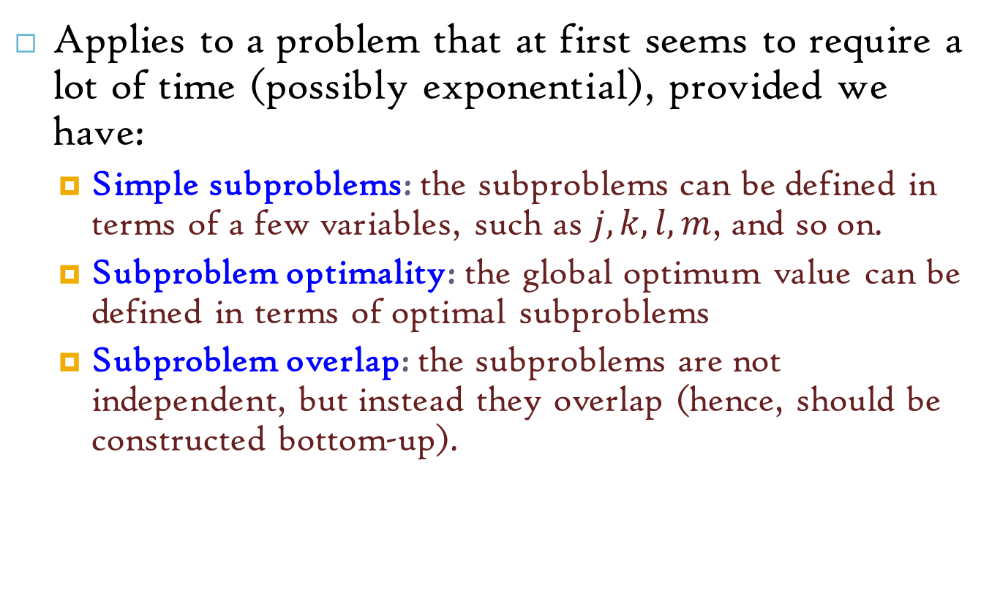 Applies to a problem that at first seems to require a
lot of time (possibly exponential), provided we
have:
Simple subproblems: the subproblems can be defined in
terms of a few variables, such as j, k, l, m, and so on.
Subproblem optimality: the global optimum value can be
defined in terms of optimal subproblems
Subproblem overlap: the subproblems are not
independent, but instead they overlap (hence, should be
constructed bottom-up).